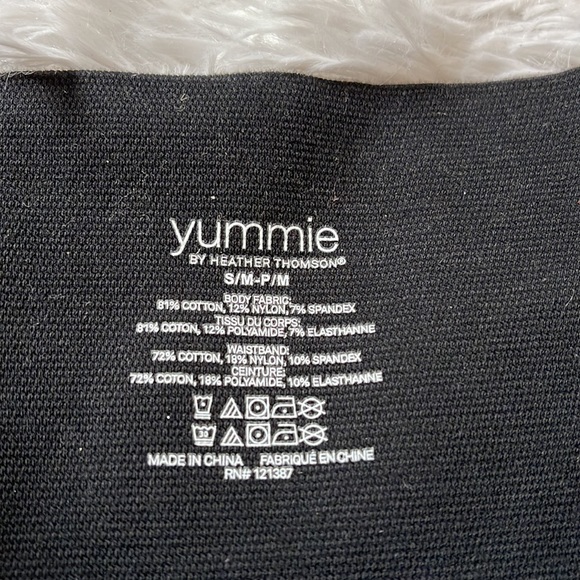 yummie
BY HEATHER THOMSON®
S/M-P/M
BODY FABRIC:
81% COTTON, 12% NYLON, 7% SPANDEX
TISSU DU CORPS:
81% COTON, 12% POLYAMIDE, 7% ELASTHANNE
WAISTBAND:
72% COTTON, 18% NYLON, 10% SPANDEX
CEINTURE:
72% COTON, 18% POLYAMIDE, 10% ELASTHANNE
30
MADE IN CHINA FABRIQUÉ EN CHINE
RN# 121387